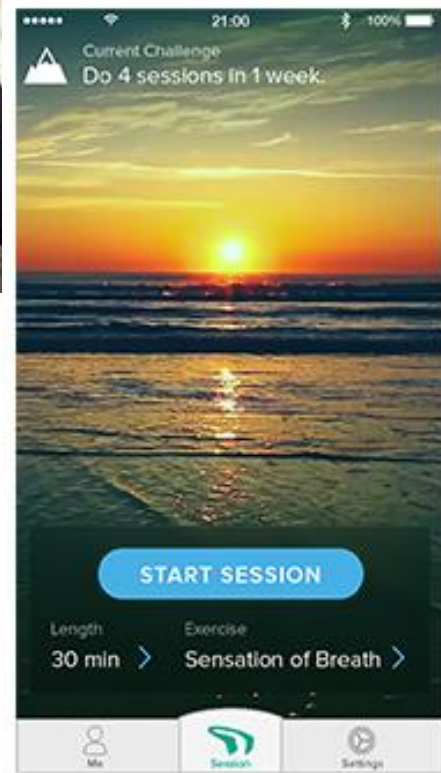 21:00 100%
Current Challenge
Do 4 sessions in 1 week.
START SESSION
Length Exercise
30 min Sensation of Breath
Me Session Settings